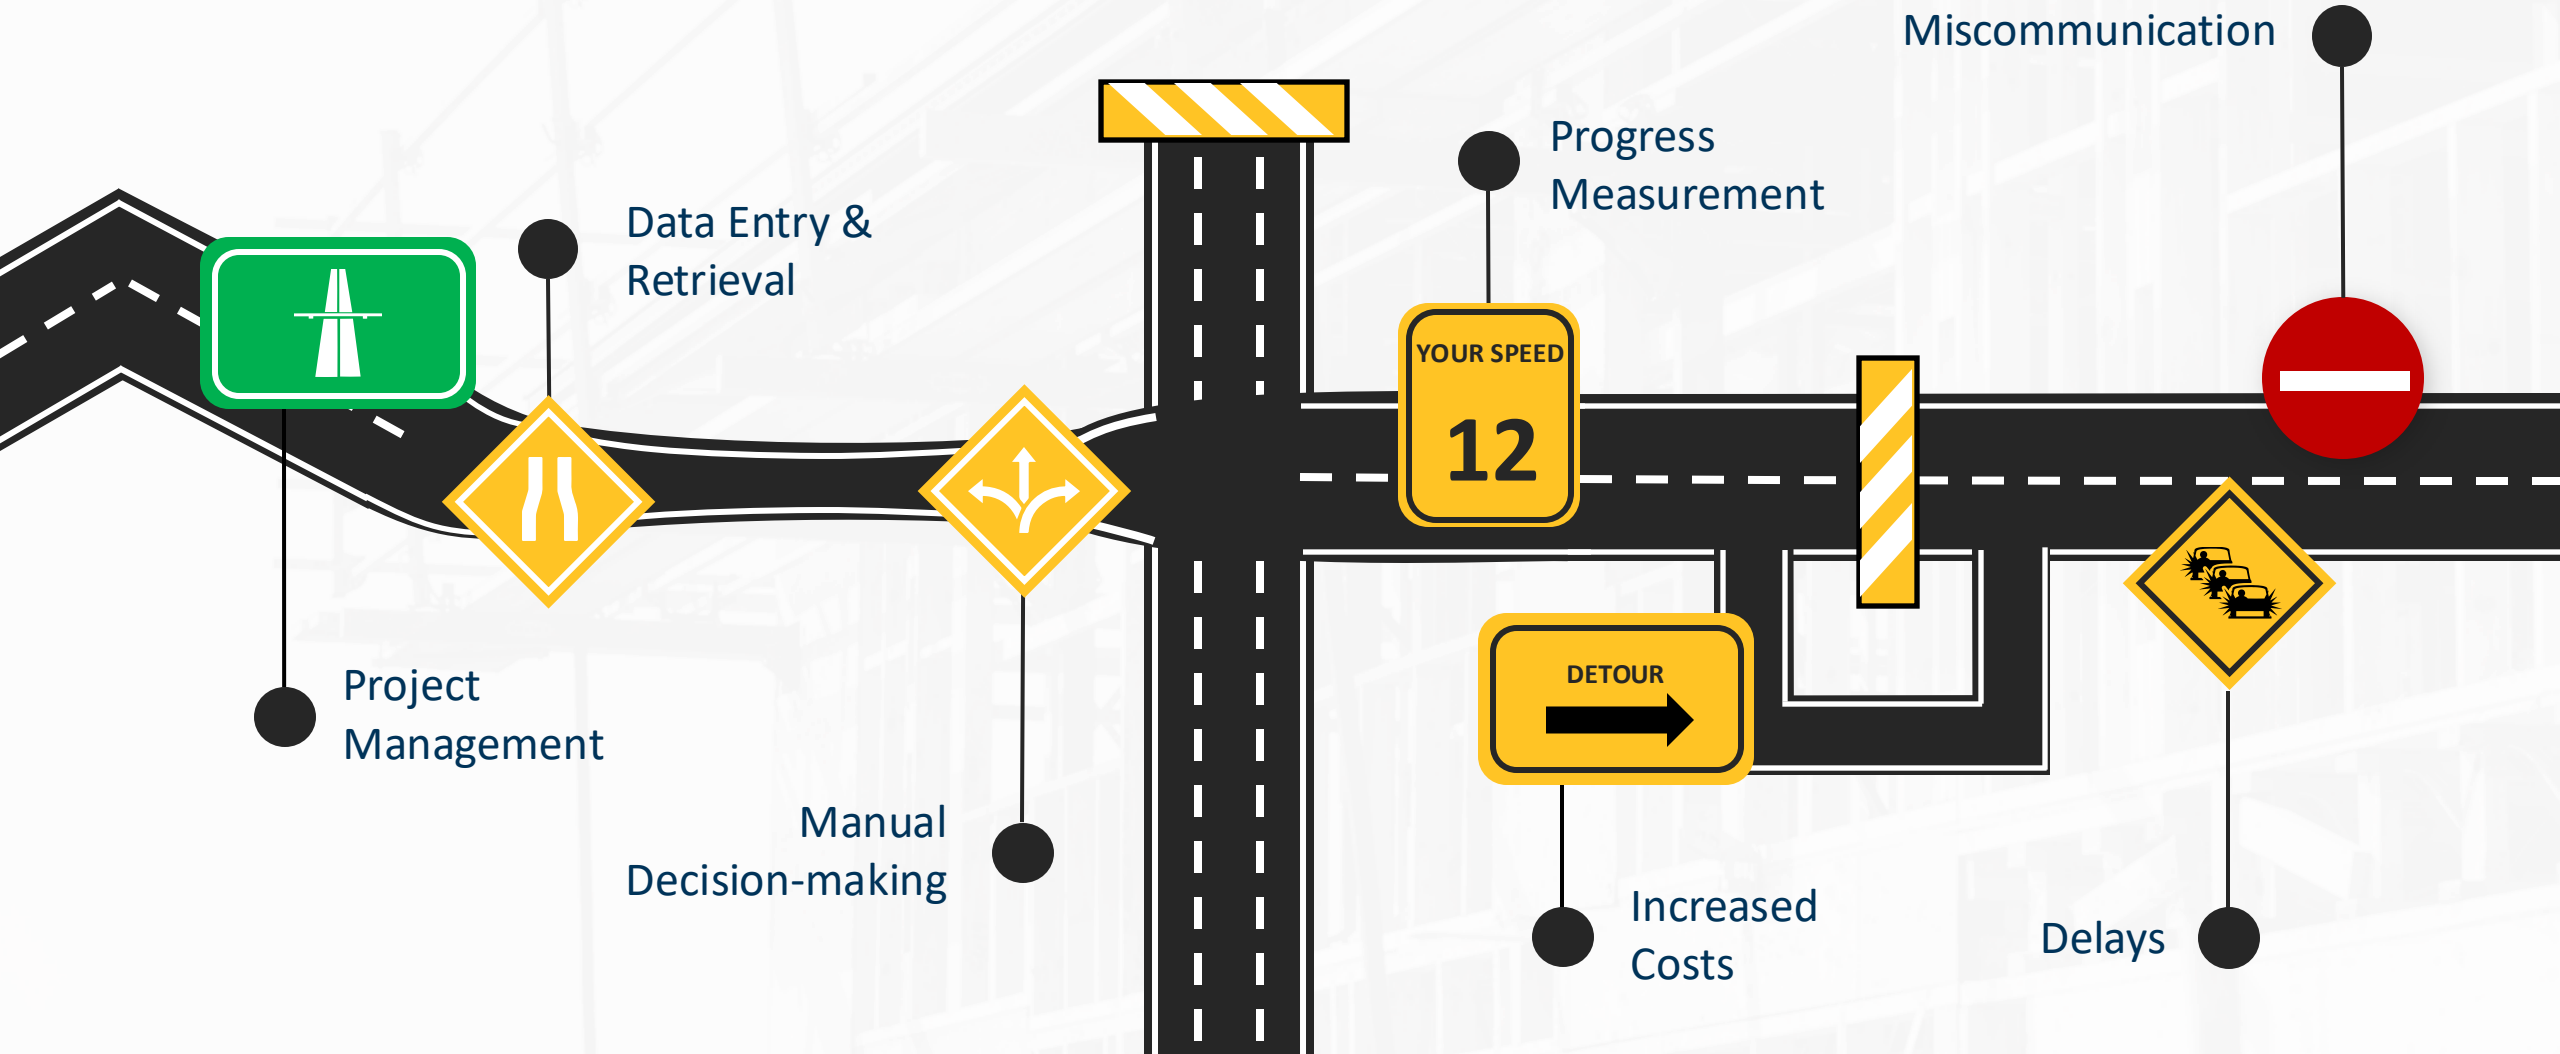 Miscommunication
Progress
Measurement
Data Entry &
Retrieval
YOUR SPEED
12
DETOUR
Project
Management
Manual
Decision-making
Increased
Costs
Delays